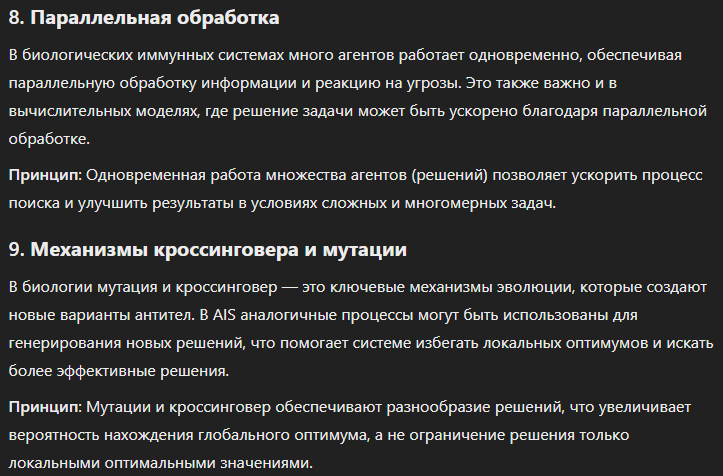 8. Параллельная обработка
В биологических иммунных системах много агентов работает одновременно, обеспечивая
параллельную обработку информации и реакцию на угрозы. Это также важно и в
вычислительных моделях, где решение задачи может быть ускорено благодаря параллельной
обработке.
Принцип: Одновременная работа множества агентов (решений) позволяет ускорить процесс
поиска и улучшить результаты в условиях сложных и многомерных задач.
9. Механизмы кроссинговера и мутации
В биологии мутация и кроссинговер — это ключевые механизмы эволюции, которые создают
новые варианты антител. В AIS аналогичные процессы могут быть использованы для
генерирования новых решений, что помогает системе избегать локальных оптимумов и искать
более эффективные решения.
Принцип: Мутации и кроссинговер обеспечивают разнообразие решений, что увеличивает
вероятность нахождения глобального оптимума, а не ограничение решения только
локальными оптимальными значениями.